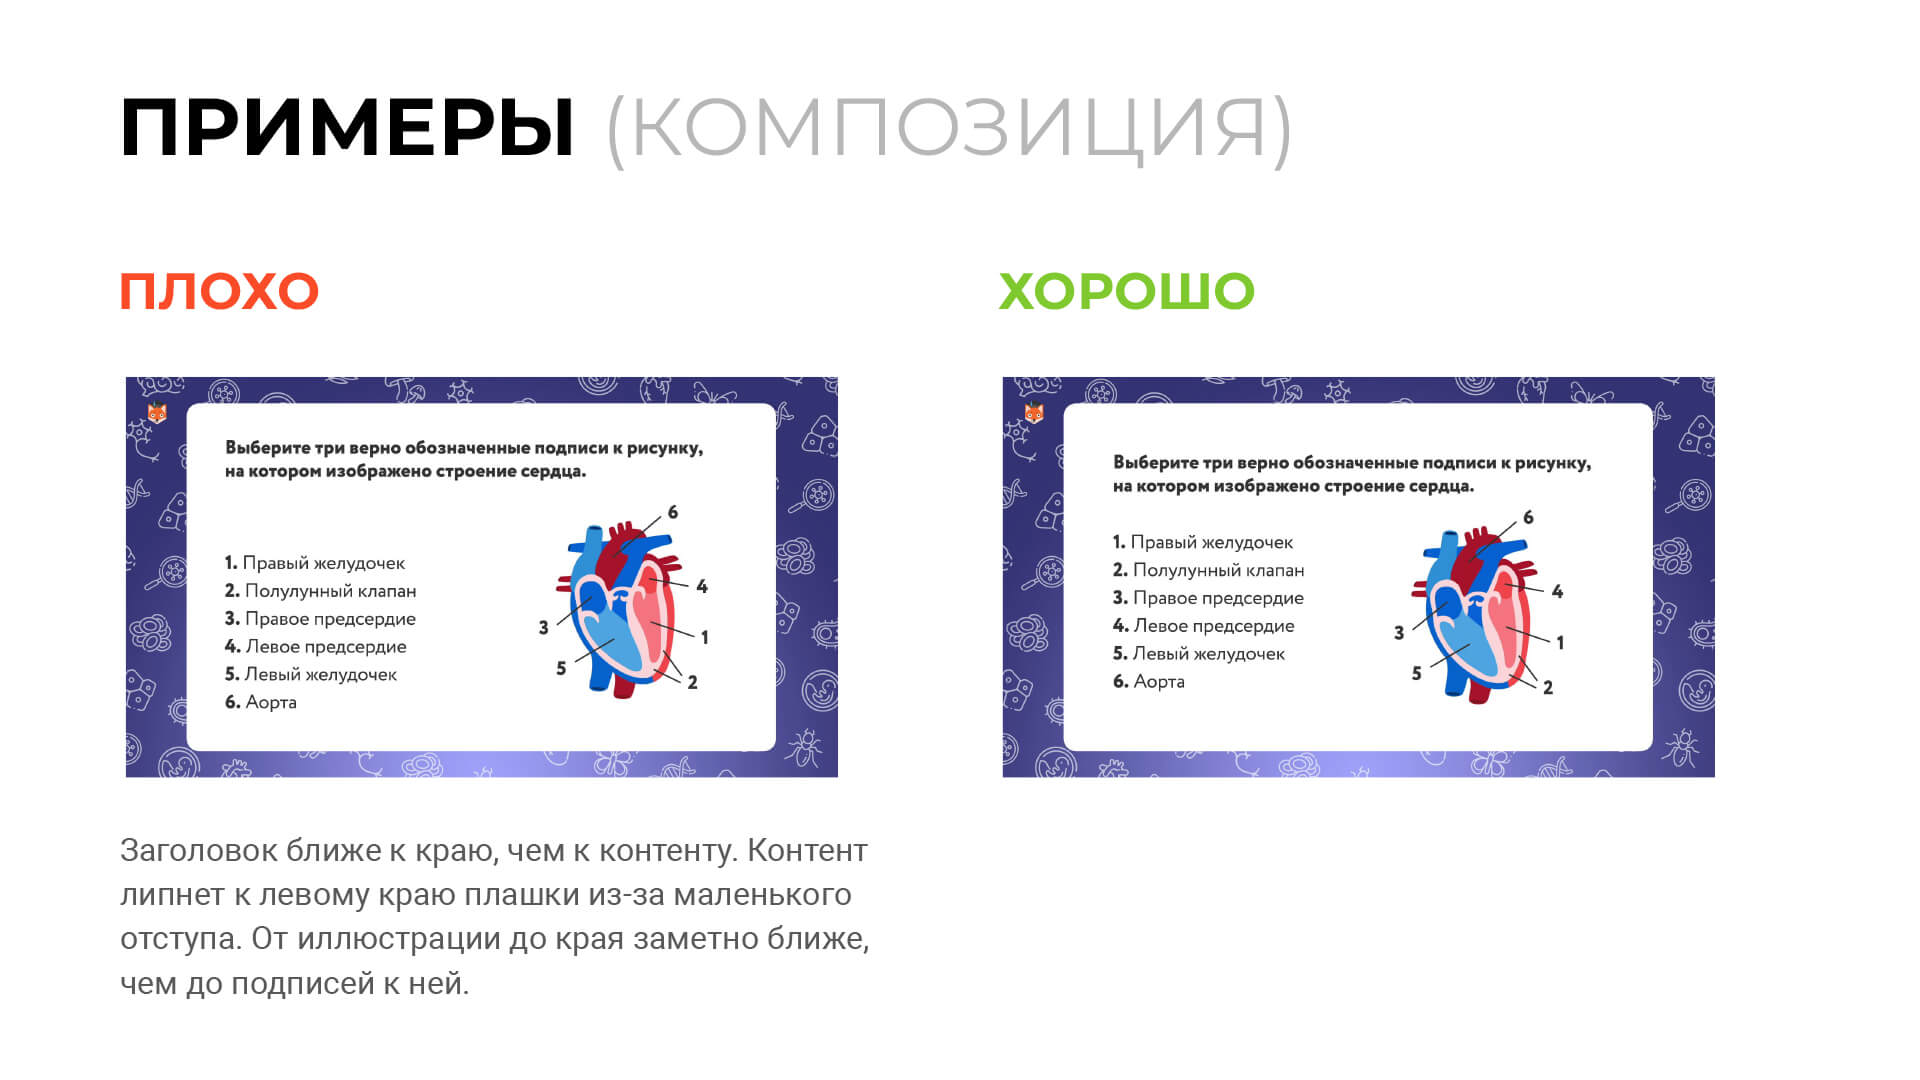 ПРИМЕРЫ (КОМПОЗИЦИЯ)
ПЛОХО
Выберите три верно обозначенные подписи к рисунку,
на котором изображено строение сердца.
1. Правый желудочек
2. Полулунный клапан
3. Правое предсердие
4. Левое предсердие
5. Левый желудочек
6. Аорта
6
4
3
1
5
2
Заголовок ближе к краю, чем к контенту. Контент
липнет к левому краю плашки из-за маленького
отступа. От иллюстрации до края заметно ближе,
чем до подписей к ней.
ХОРОШО
Выберите три верно обозначенные подписи к рисунку,
на котором изображено строение сердца.
1. Правый желудочек
2. Полулунный клапан
3. Правое предсердие
4. Левое предсердие
5. Левый желудочек
6. Аорта
6
4
3
1
5
2